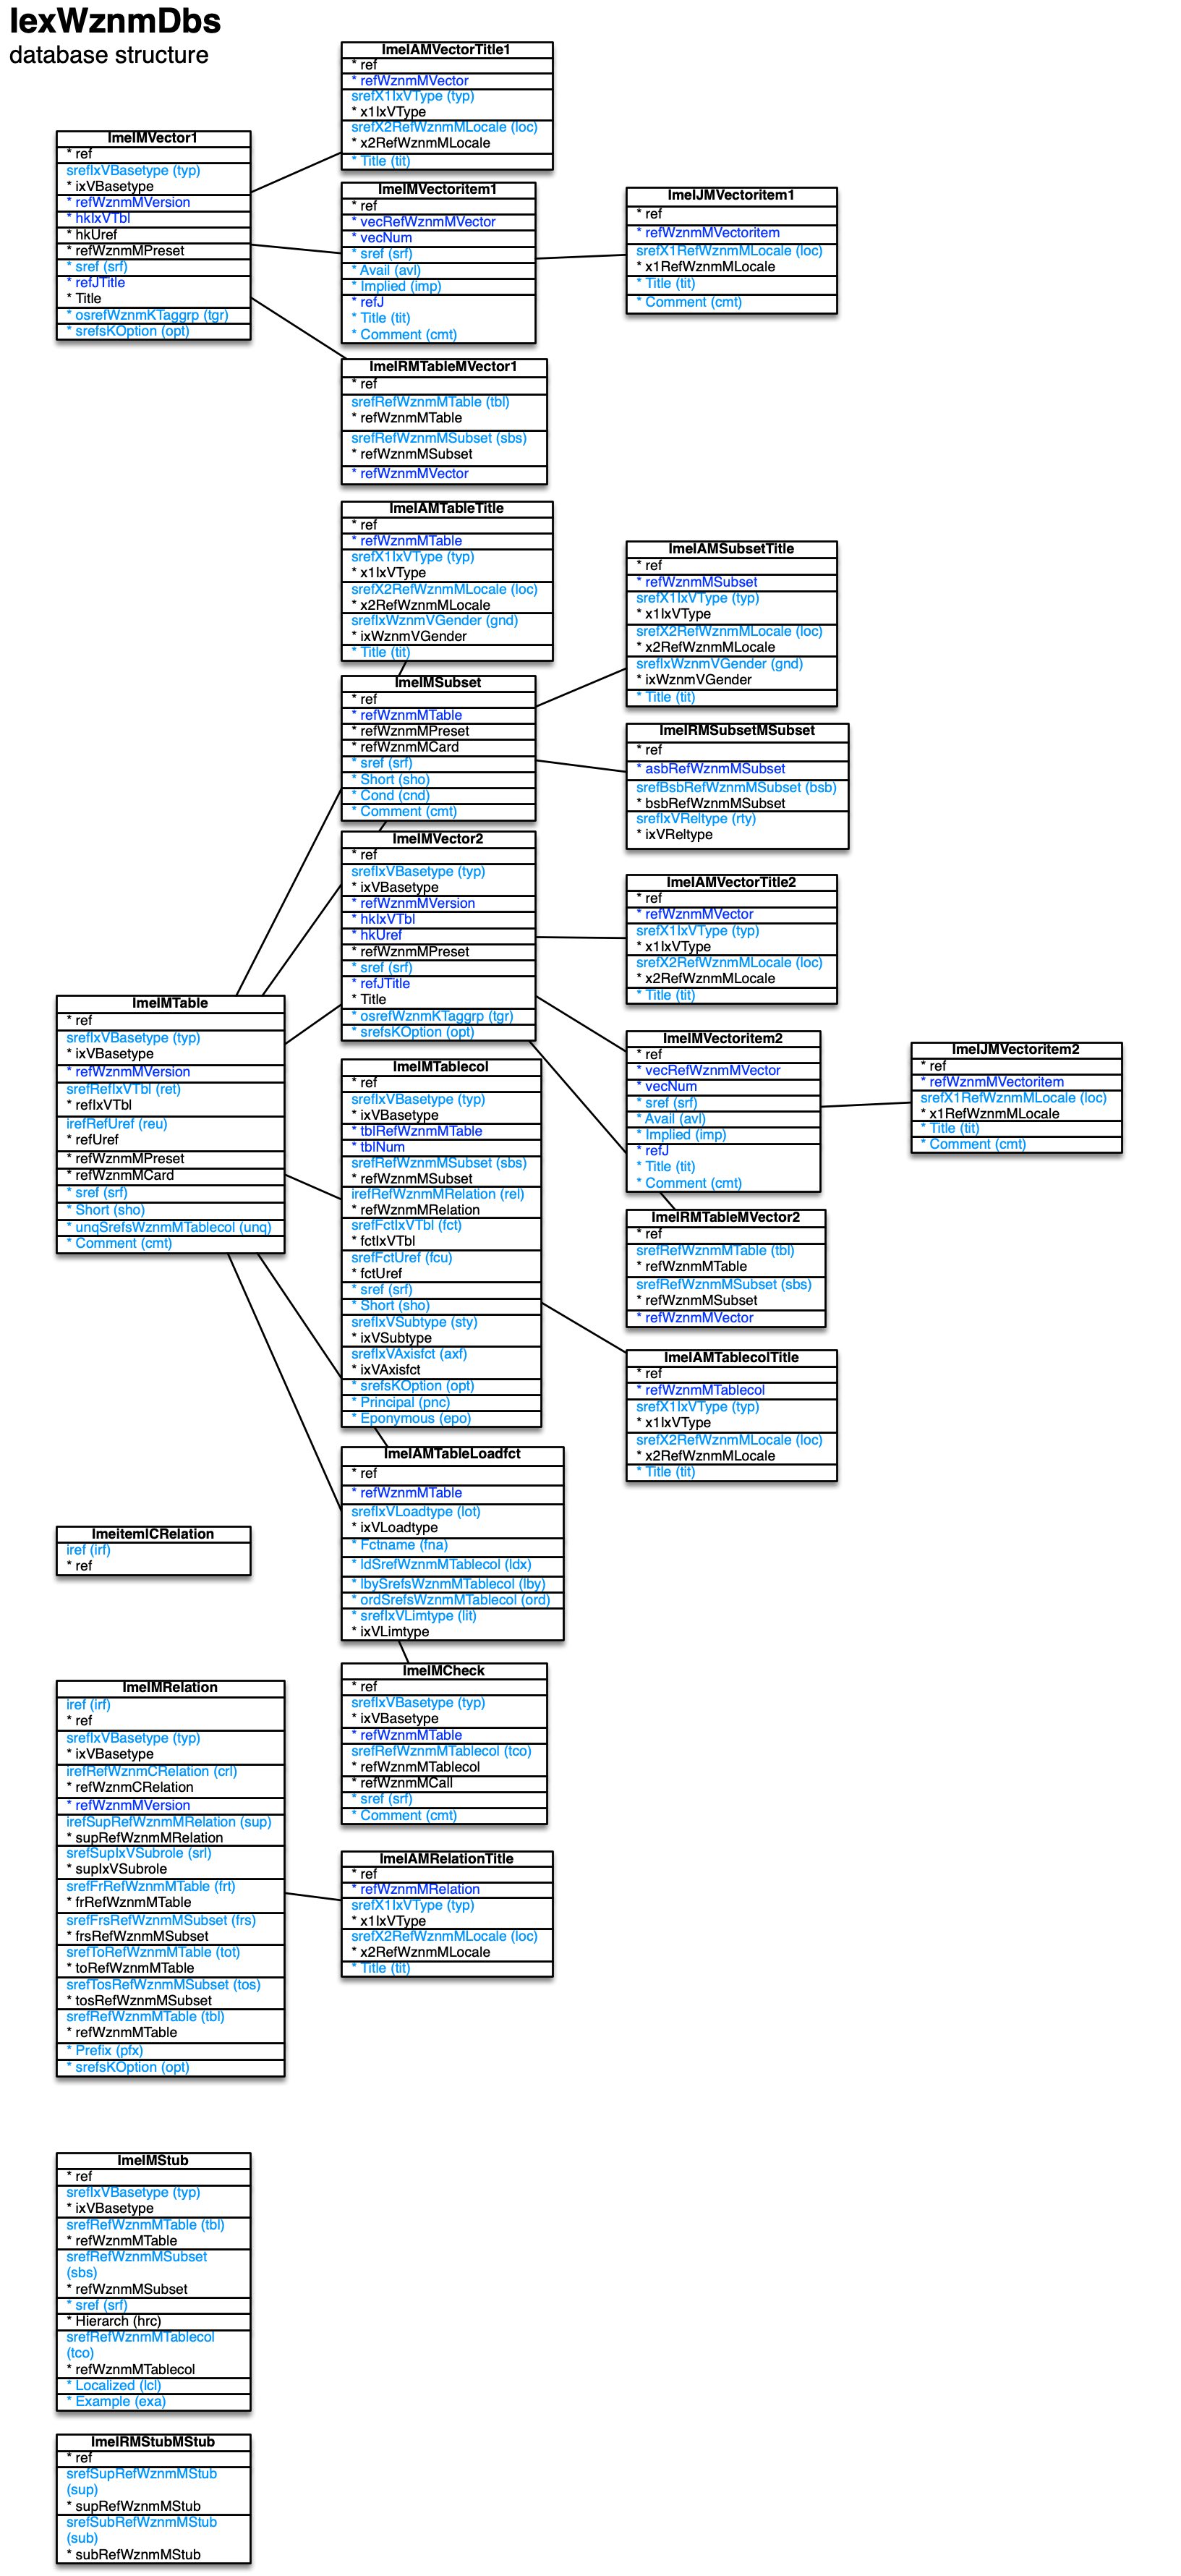 IexWznmDbs
database structure
ImeIAMVectorTitle1
* ref
* refWznmMVector
srefX1IxVType (typ)
* x1IxVType
srefX2RefWznmMLocale (loc)
* x2RefWznmMLocale
* Title (tit)
ImeIMVector1
* ref
srefIxVBasetype (typ)
* ixVBasetype
* refWznmMVersion
* hkIxVTbl
* hkUref
* refWznmMPreset
* sref (srf)
* refJTitle
* Title
* osrefWznmKTaggrp (tgr)
* srefsKOption (opt)
ImeIMVectoritem1
* ref
* vecRefWznmMVector
* vecNum
* sref (srf)
* Avail (avl)
* Implied (imp)
* refJ
* Title (tit)
* Comment (cmt)
ImeIJMVectoritem1
* ref
* refWznmMVectoritem
srefX1RefWznmMLocale (loc)
* x1RefWznmMLocale
* Title (tit)
* Comment (cmt)
ImeIRMTableMVector1
* ref
srefRefWznmMTable (tbl)
* refWznmMTable
srefRefWznmMSubset (sbs)
* refWznmMSubset
* refWznmMVector
ImeIAMTableTitle
* ref
* refWznmMTable
srefX1IxVType (typ)
* x1IxVType
srefX2RefWznmMLocale (loc)
* x2RefWznmMLocale
srefIxWznmVGender (gnd)
* ixWznmVGender
* Title (tit)
ImeIAMSubsetTitle
* ref
* refWznmMSubset
srefX1IxVType (typ)
* x1IxVType
srefX2RefWznmMLocale (loc)
* x2RefWznmMLocale
srefIxWznmVGender (gnd)
* ixWznmVGender
* Title (tit)
ImeIMSubset
* ref
* refWznmMTable
* refWznmMPreset
* refWznmMCard
* sref (srf)
* Short (sho)
* Cond (cnd)
* Comment (cmt)
ImeIRMSubsetMSubset
* ref
* asbRefWznmMSubset
srefBsbRefWznmMSubset (bsb)
* bsbRefWznmMSubset
srefIxVReltype (rty)
* ixVReltype
ImeIMVector2
* ref
srefIxVBasetype (typ)
* ixVBasetype
* refWznmMVersion
* hkIxVTbl
* hkUref
* refWznmMPreset
* sref (srf)
* refJTitle
* Title
* osrefWznmKTaggrp (tgr)
* srefsKOption (opt)
ImeIAMVectorTitle2
* ref
* refWznmMVector
srefX1IxVType (typ)
* x1IxVType
srefX2RefWznmMLocale (loc)
* x2RefWznmMLocale
* Title (tit)
ImeIMTable
* ref
srefIxVBasetype (typ)
* ixVBasetype
* refWznmMVersion
srefRefIxVTbl (ret)
* refIxVTbl
irefRefUref (reu)
* refUref
* refWznmMPreset
* refWznmMCard
* sref (srf)
* Short (sho)
* unqSrefsWznmMTablecol (unq)
* Comment (cmt)
ImeIMVectoritem2
* ref
* vecRefWznmMVector
* vecNum
* sref (srf)
* Avail (avl)
* Implied (imp)
* refJ
* Title (tit)
* Comment (cmt)
ImeIJMVectoritem2
* ref
* refWznmMVectoritem
srefX1RefWznmMLocale (loc)
* x1RefWznmMLocale
* Title (tit)
* Comment (cmt)
ImeIMTablecol
* ref
srefIxVBasetype (typ)
* ixVBasetype
* tblRefWznmMTable
* tblNum
srefRefWznmMSubset (sbs)
* refWznmMSubset
irefRefWznmMRelation (rel)
* refWznmMRelation
srefFctIxVTbl (fct)
* fctIxVTbl
srefFctUref (fcu)
* fctUref
* sref (srf)
* Short (sho)
srefIxVSubtype (sty)
* ixVSubtype
srefIxVAxisfct (axf)
* ixVAxisfct
* srefsKOption (opt)
* Principal (pnc)
* Eponymous (epo)
ImeIRMTableMVector2
* ref
srefRefWznmMTable (tbl)
* refWznmMTable
srefRefWznmMSubset (sbs)
* refWznmMSubset
* refWznmMVector
ImeIAMTablecolTitle
* ref
* refWznmMTablecol
srefX1IxVType (typ)
* x1IxVType
srefX2RefWznmMLocale (loc)
* x2RefWznmMLocale
* Title (tit)
ImeIAMTableLoadfct
* ref
* refWznmMTable
srefIxVLoadtype (lot)
* ixVLoadtype
* Fctname (fna)
* ldSrefWznmMTablecol (ldx)
* lbySrefsWznmMTablecol (lby)
* ordSrefsWznmMTablecol (ord)
* srefIxVLimtype (lit)
* ixVLimtype
ImeitemICRelation
iref (irf)
* ref
ImeIMCheck
* ref
srefIxVBasetype (typ)
* ixVBasetype
* refWznmMTable
srefRefWznmMTablecol (tco)
* refWznmMTablecol
* refWznmMCall
* sref (srf)
* Comment (cmt)
ImeIMRelation
iref (irf)
* ref
srefIxVBasetype (typ)
* ixVBasetype
irefRefWznmCRelation (crl)
* refWznmCRelation
* refWznmMVersion
irefSupRefWznmMRelation (sup)
* supRefWznmMRelation
srefSupIxVSubrole (srl)
* supIxVSubrole
srefFrRefWznmMTable (frt)
* frRefWznmMTable
srefFrsRefWznmMSubset (frs)
* frsRefWznmMSubset
srefToRefWznmMTable (tot)
* toRefWznmMTable
srefTosRefWznmMSubset (tos)
* tosRefWznmMSubset
srefRefWznmMTable (tbl)
* refWznmMTable
* Prefix (pfx)
* srefsKOption (opt)
ImeIAMRelationTitle
* ref
* refWznmMRelation
srefX1IxVType (typ)
* x1IxVType
srefX2RefWznmMLocale (loc)
* x2RefWznmMLocale
* Title (tit)
ImeIMStub
* ref
srefIxVBasetype (typ)
* ixVBasetype
srefRefWznmMTable (tbl)
* refWznmMTable
srefRefWznmMSubset
(sbs)
* refWznmMSubset
* sref (srf)
* Hierarch (hrc)
srefRefWznmMTablecol
(tco)
* refWznmMTablecol
* Localized (lcl)
* Example (exa)
ImeIRMStubMStub
* ref
srefSupRefWznmMStub
(sup)
* supRefWznmMStub
srefSubRefWznmMStub
(sub)
* subRefWznmMStub